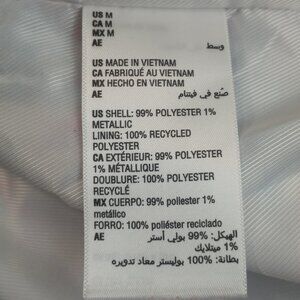 US M
CA M
MX M
AE وسط
US MADE IN VIETNAM
CA FABRIQUÉ AU VIETNAM
MX HECHO EN VIETNAM
AE صُنع في فيتنام
US SHELL: 99% POLYESTER 1%
METALLIC
LINING: 100% RECYCLED
POLYESTER
CA EXTÉRIEUR: 99% POLYESTER
1% MÉTALLIQUE
DOUBLURE: 100% POLYESTER
RECYCLÉ
MX CUERPO: 99% poliester 1%
metálico
FORRO: 100% poliéster reciclado
AE الهيكل: 99% بولي أستر
1% ميتلايك
بطانة: 100% بوليستر معاد تدويره